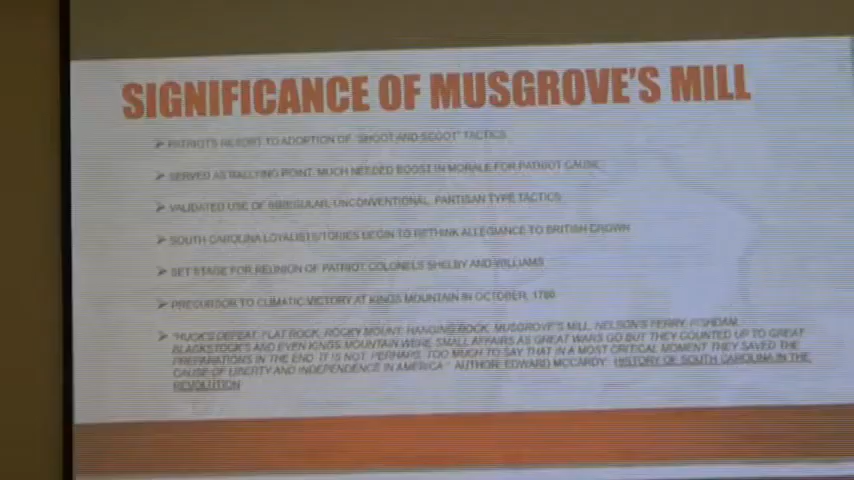 SIGNIFICANCE OF MUSGROVE'S MILL
➤ PATRIOTS RESORT TO ADOPTION OF "SHOOT AND SCOOT" TACTICS
➤ SERVED AS RALLYING POINT, MUCH NEEDED BOOST IN MORALE FOR PATRIOT CAUSE
➤ VALIDATED USE OF IRREGULAR, UNCONVENTIONAL, PARTISAN TYPE TACTICS
➤ SOUTH CAROLINA LOYALISTS/TORIES BEGIN TO RETHINK ALLEGIANCE TO BRITISH CROWN
➤ SET STAGE FOR REUNION OF PATRIOT COLONELS SHELBY AND WILLIAMS
➤ PRECURSOR TO CLIMATIC VICTORY AT KINGS MOUNTAIN IN OCTOBER, 1780
➤ "HUCK'S DEFEAT, FLAT ROCK, ROCKY MOUNT, HANGING ROCK, MUSGROVE'S MILL, NELSON'S FERRY, FISHDAM,
BLACKSTOCK'S AND EVEN KINGS MOUNTAIN WERE SMALL AFFAIRS AS GREAT WARS GO BUT THEY COUNTED UP TO GREAT
PREPARATIONS IN THE END. IT IS NOT, PERHAPS, TOO MUCH TO SAY THAT IN A MOST CRITICAL MOMENT THEY SAVED THE
CAUSE OF LIBERTY AND INDEPENDENCE IN AMERICA." AUTHOR: EDWARD MCCARDY: HISTORY OF SOUTH CAROLINA IN THE
REVOLUTION